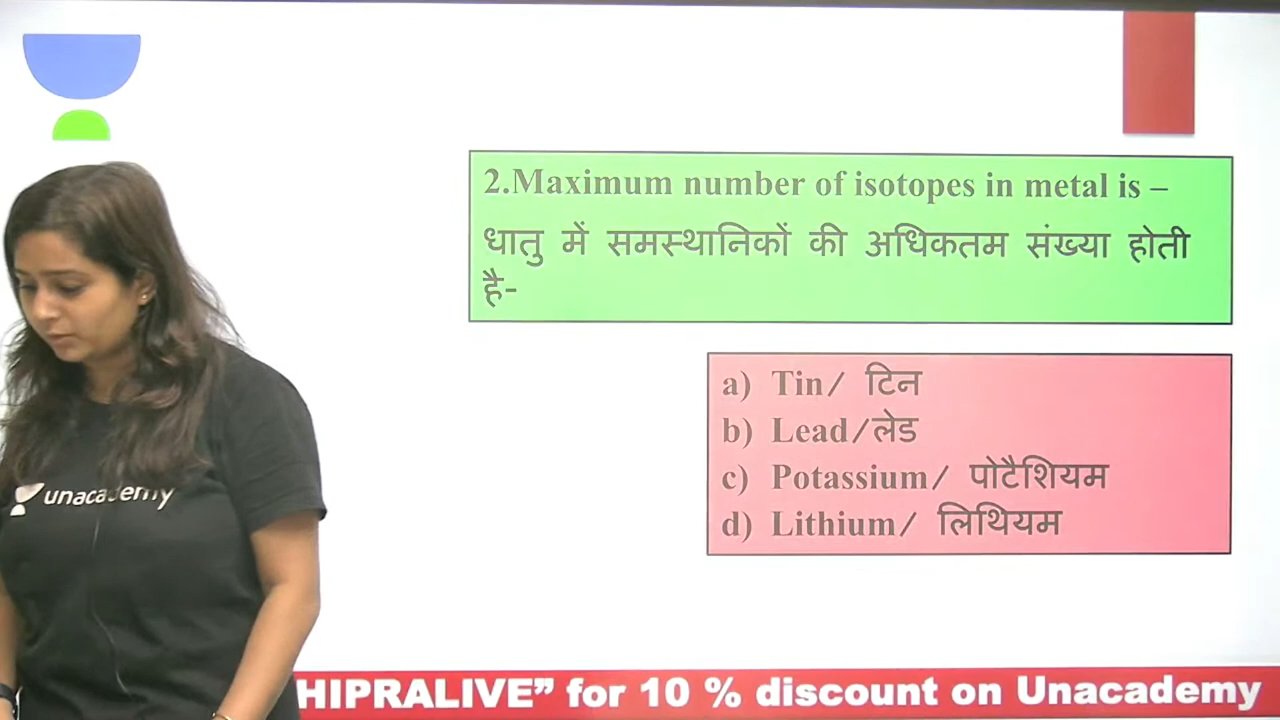 2.Maximum number of isotopes in metal is –
धातु में समस्थानिकों की अधिकतम संख्या होती
है-
a) Tin/ टिन
b) Lead/लेड
c) Potassium/ पोटैशियम
d) Lithium/ लिथियम
unacademy
HIPRALIVE” for 10 % discount on Unacademy